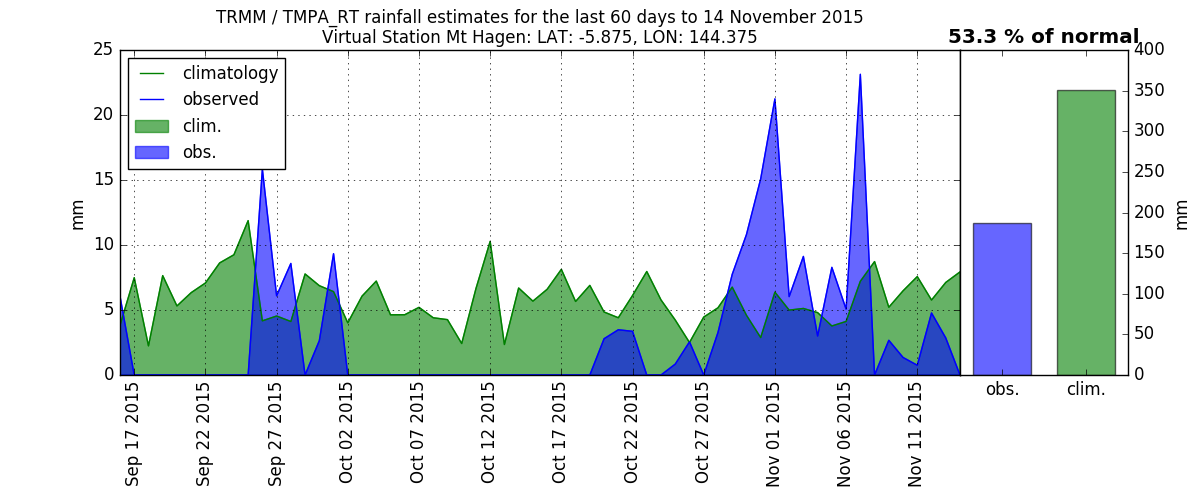 TRMM / TMPA_RT rainfall estimates for the last 60 days to 14 November 2015
Virtual Station Mt Hagen: LAT: -5.875, LON: 144.375
53.3 % of normal
climatology
observed
clim.
obs.
25
20
15
10
5
0
mm
400
350
300
250
200
150
100
50
0
mm
Sep 17 2015
Sep 22 2015
Sep 27 2015
Oct 02 2015
Oct 07 2015
Oct 12 2015
Oct 17 2015
Oct 22 2015
Oct 27 2015
Nov 01 2015
Nov 06 2015
Nov 11 2015
obs.
clim.